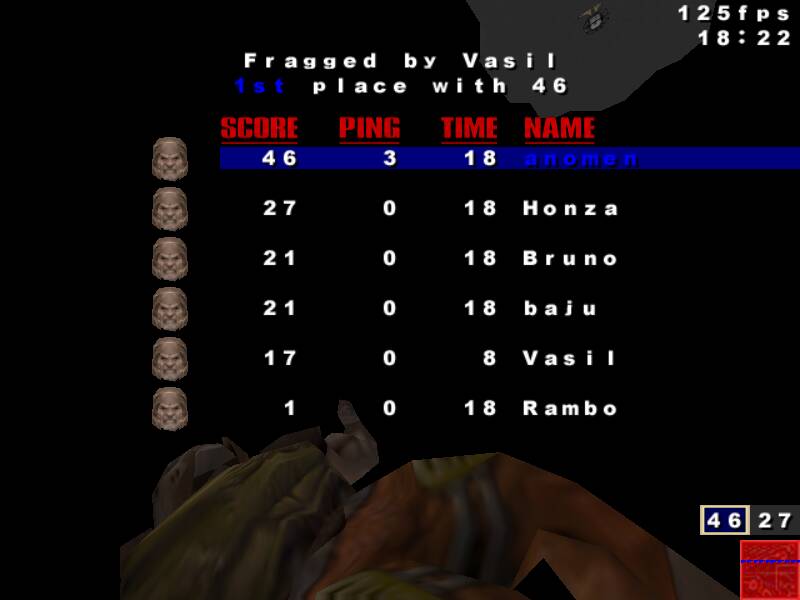 125fps
18:22
Fragged by Vasil
1st place with 46
SCORE PING TIME NAME
46 3 18 anomen
27 0 18 Honza
21 0 18 Bruno
21 0 18 baju
17 0 8 Vasil
1 0 18 Rambo
46 27